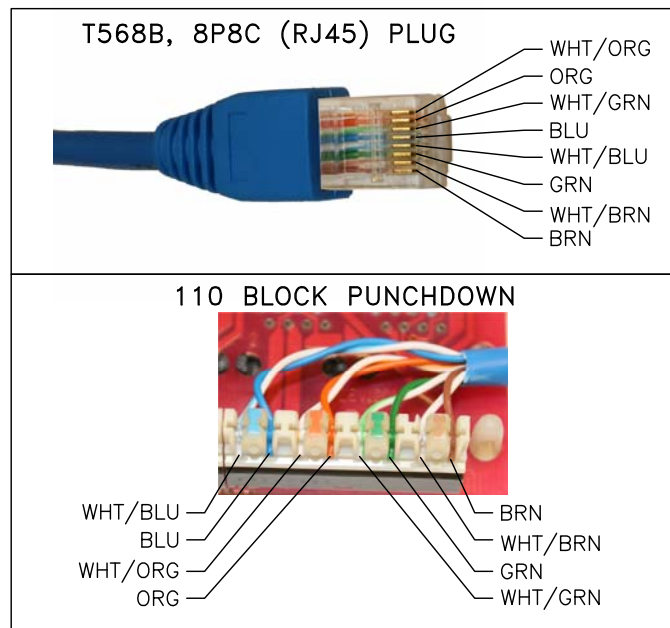 T568B, 8P8C (RJ45) PLUG
WHT/ORG
ORG
WHT/GRN
BLU
WHT/BLU
GRN
WHT/BRN
BRN
110 BLOCK PUNCHDOWN
WHT/BLU
BLU
WHT/ORG
ORG
BRN
WHT/BRN
GRN
WHT/GRN